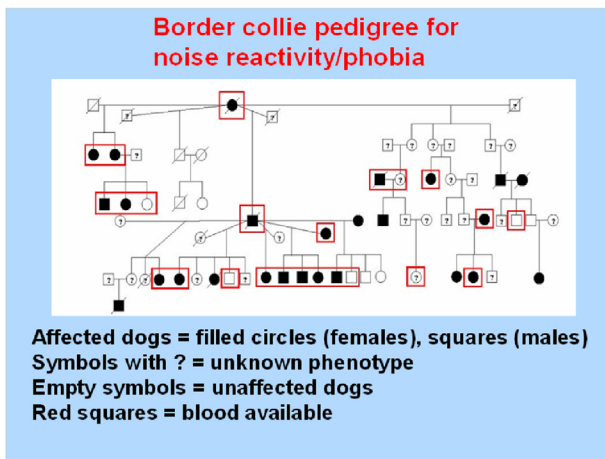 Border collie pedigree for
noise reactivity/phobia
Affected dogs = filled circles (females), squares (males)
Symbols with ? = unknown phenotype
Empty symbols = unaffected dogs
Red squares = blood available